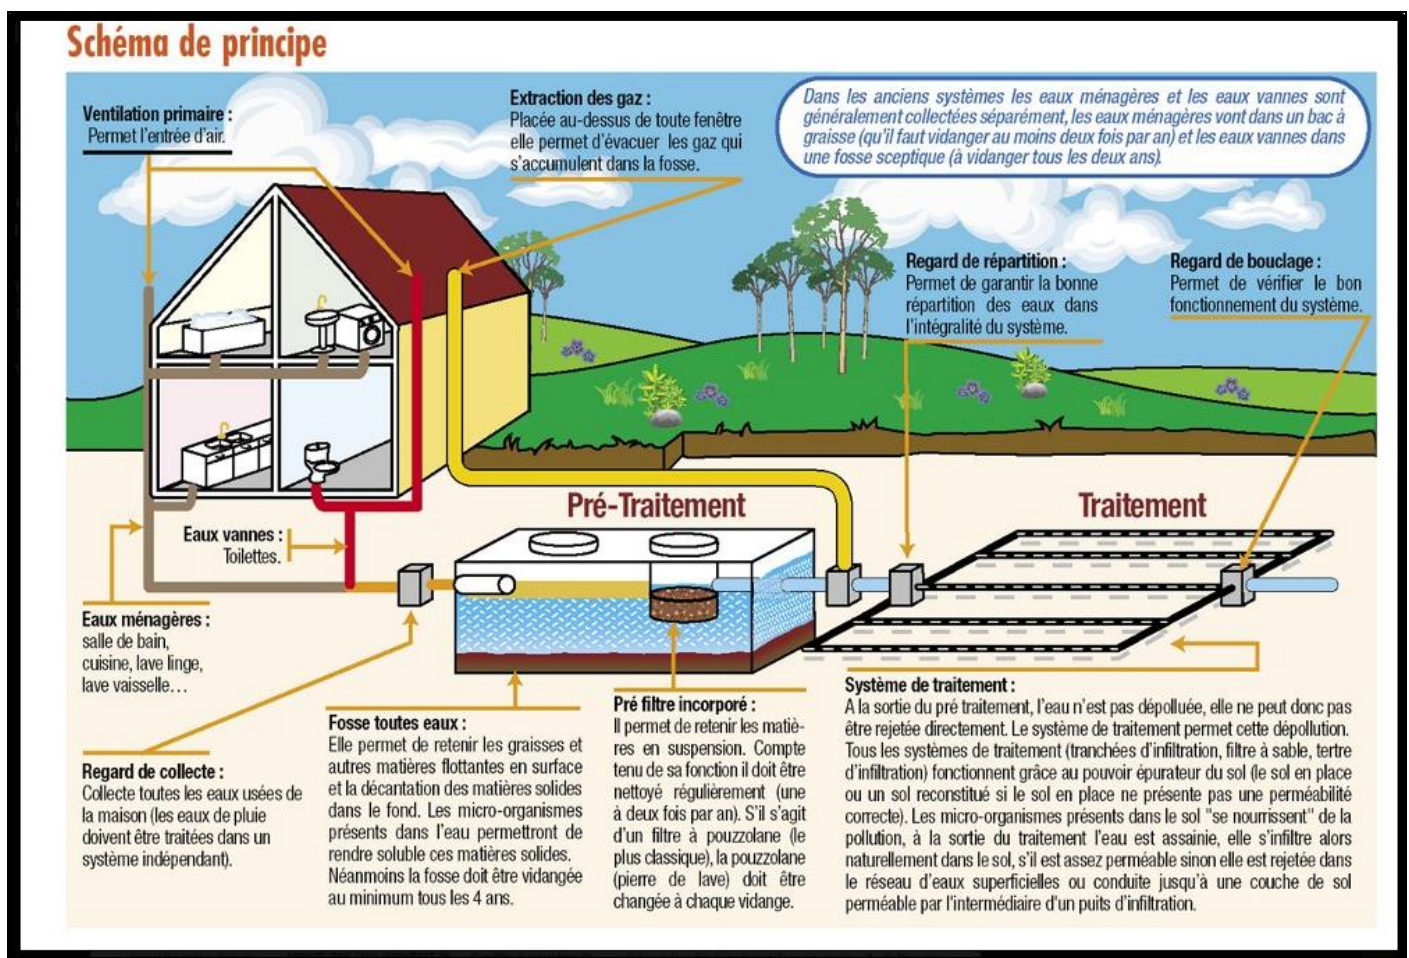 Schéma de principe
Ventilation primaire :
Permet l'entrée d'air.
Extraction des gaz :
Placée au-dessus de toute fenêtre
elle permet d'évacuer les gaz qui
s'accumulent dans la fosse.
Dans les anciens systèmes les eaux ménagères et les eaux vannes sont
généralement collectées séparément, les eaux ménagères vont dans un bac à
graisse (qu'il faut vidanger au moins deux fois par an) et les eaux vannes dans
une fosse sceptique (à vidanger tous les deux ans).
Regard de répartition :
Permet de garantir la bonne
répartition des eaux dans
l'intégralité du système.
Regard de bouclage :
Permet de vérifier le bon
fonctionnement du système.
Pré-Traitement
Traitement
Eaux vannes :
Toilettes.
Eaux ménagères :
salle de bain,
cuisine, lave linge,
lave vaisselle…
Regard de collecte :
Collecte toutes les eaux usées de
la maison (les eaux de pluie
doivent être traitées dans un
système indépendant).
Fosse toutes eaux :
Elle permet de retenir les graisses et
autres matières flottantes en surface
et la décantation des matières solides
dans le fond. Les micro-organismes
présents dans l'eau permettront de
rendre soluble ces matières solides.
Néanmoins la fosse doit être vidangée
au minimum tous les 4 ans.
Pré filtre incorporé :
Il permet de retenir les matiè-
res en suspension. Compte
tenu de sa fonction il doit être
nettoyé régulièrement (une
à deux fois par an). S'il s'agit
d'un filtre à pouzzolane (le
plus classique), la pouzzolane
(pierre de lave) doit être
changée à chaque vidange.
Système de traitement :
A la sortie du pré traitement, l'eau n'est pas dépolluée, elle ne peut donc pas
être rejetée directement. Le système de traitement permet cette dépollution.
Tous les systèmes de traitement (tranchées d'infiltration, filtre à sable, tertre
d'infiltration) fonctionnent grâce au pouvoir épurateur du sol (le sol en place
ou un sol reconstitué si le sol en place ne présente pas une perméabilité
correcte). Les micro-organismes présents dans le sol "se nourrissent" de la
pollution, à la sortie du traitement l'eau est assainie, elle s'infiltre alors
naturellement dans le sol, s'il est assez perméable sinon elle est rejetée dans
le réseau d'eaux superficielles ou conduite jusqu'à une couche de sol
perméable par l'intermédiaire d'un puits d'infiltration.